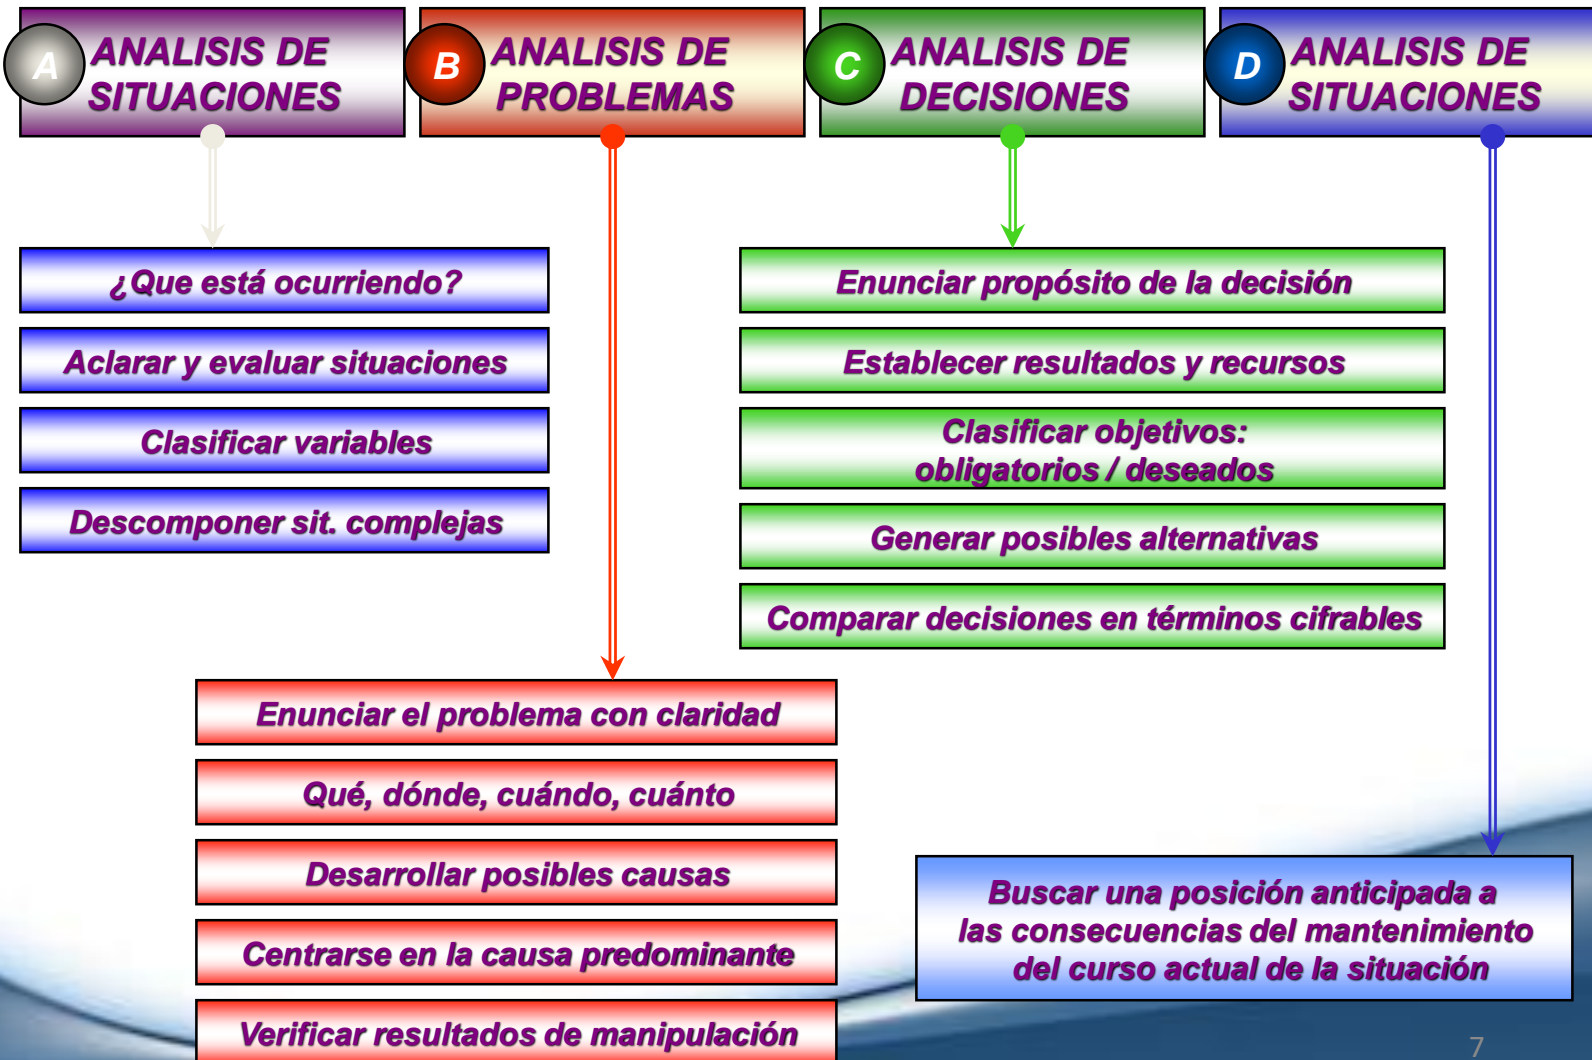 A
ANALISIS DE
SITUACIONES
B
ANALISIS DE
PROBLEMAS
C
ANALISIS DE
DECISIONES
D
ANALISIS DE
SITUACIONES
¿Que está ocurriendo?
Aclarar y evaluar situaciones
Clasificar variables
Descomponer sit. complejas
Enunciar el problema con claridad
Qué, dónde, cuándo, cuánto
Desarrollar posibles causas
Centrarse en la causa predominante
Verificar resultados de manipulación
Enunciar propósito de la decisión
Establecer resultados y recursos
Clasificar objetivos:
obligatorios / deseados
Generar posibles alternativas
Comparar decisiones en términos cifrables
Buscar una posición anticipada a
las consecuencias del mantenimiento
del curso actual de la situación
7